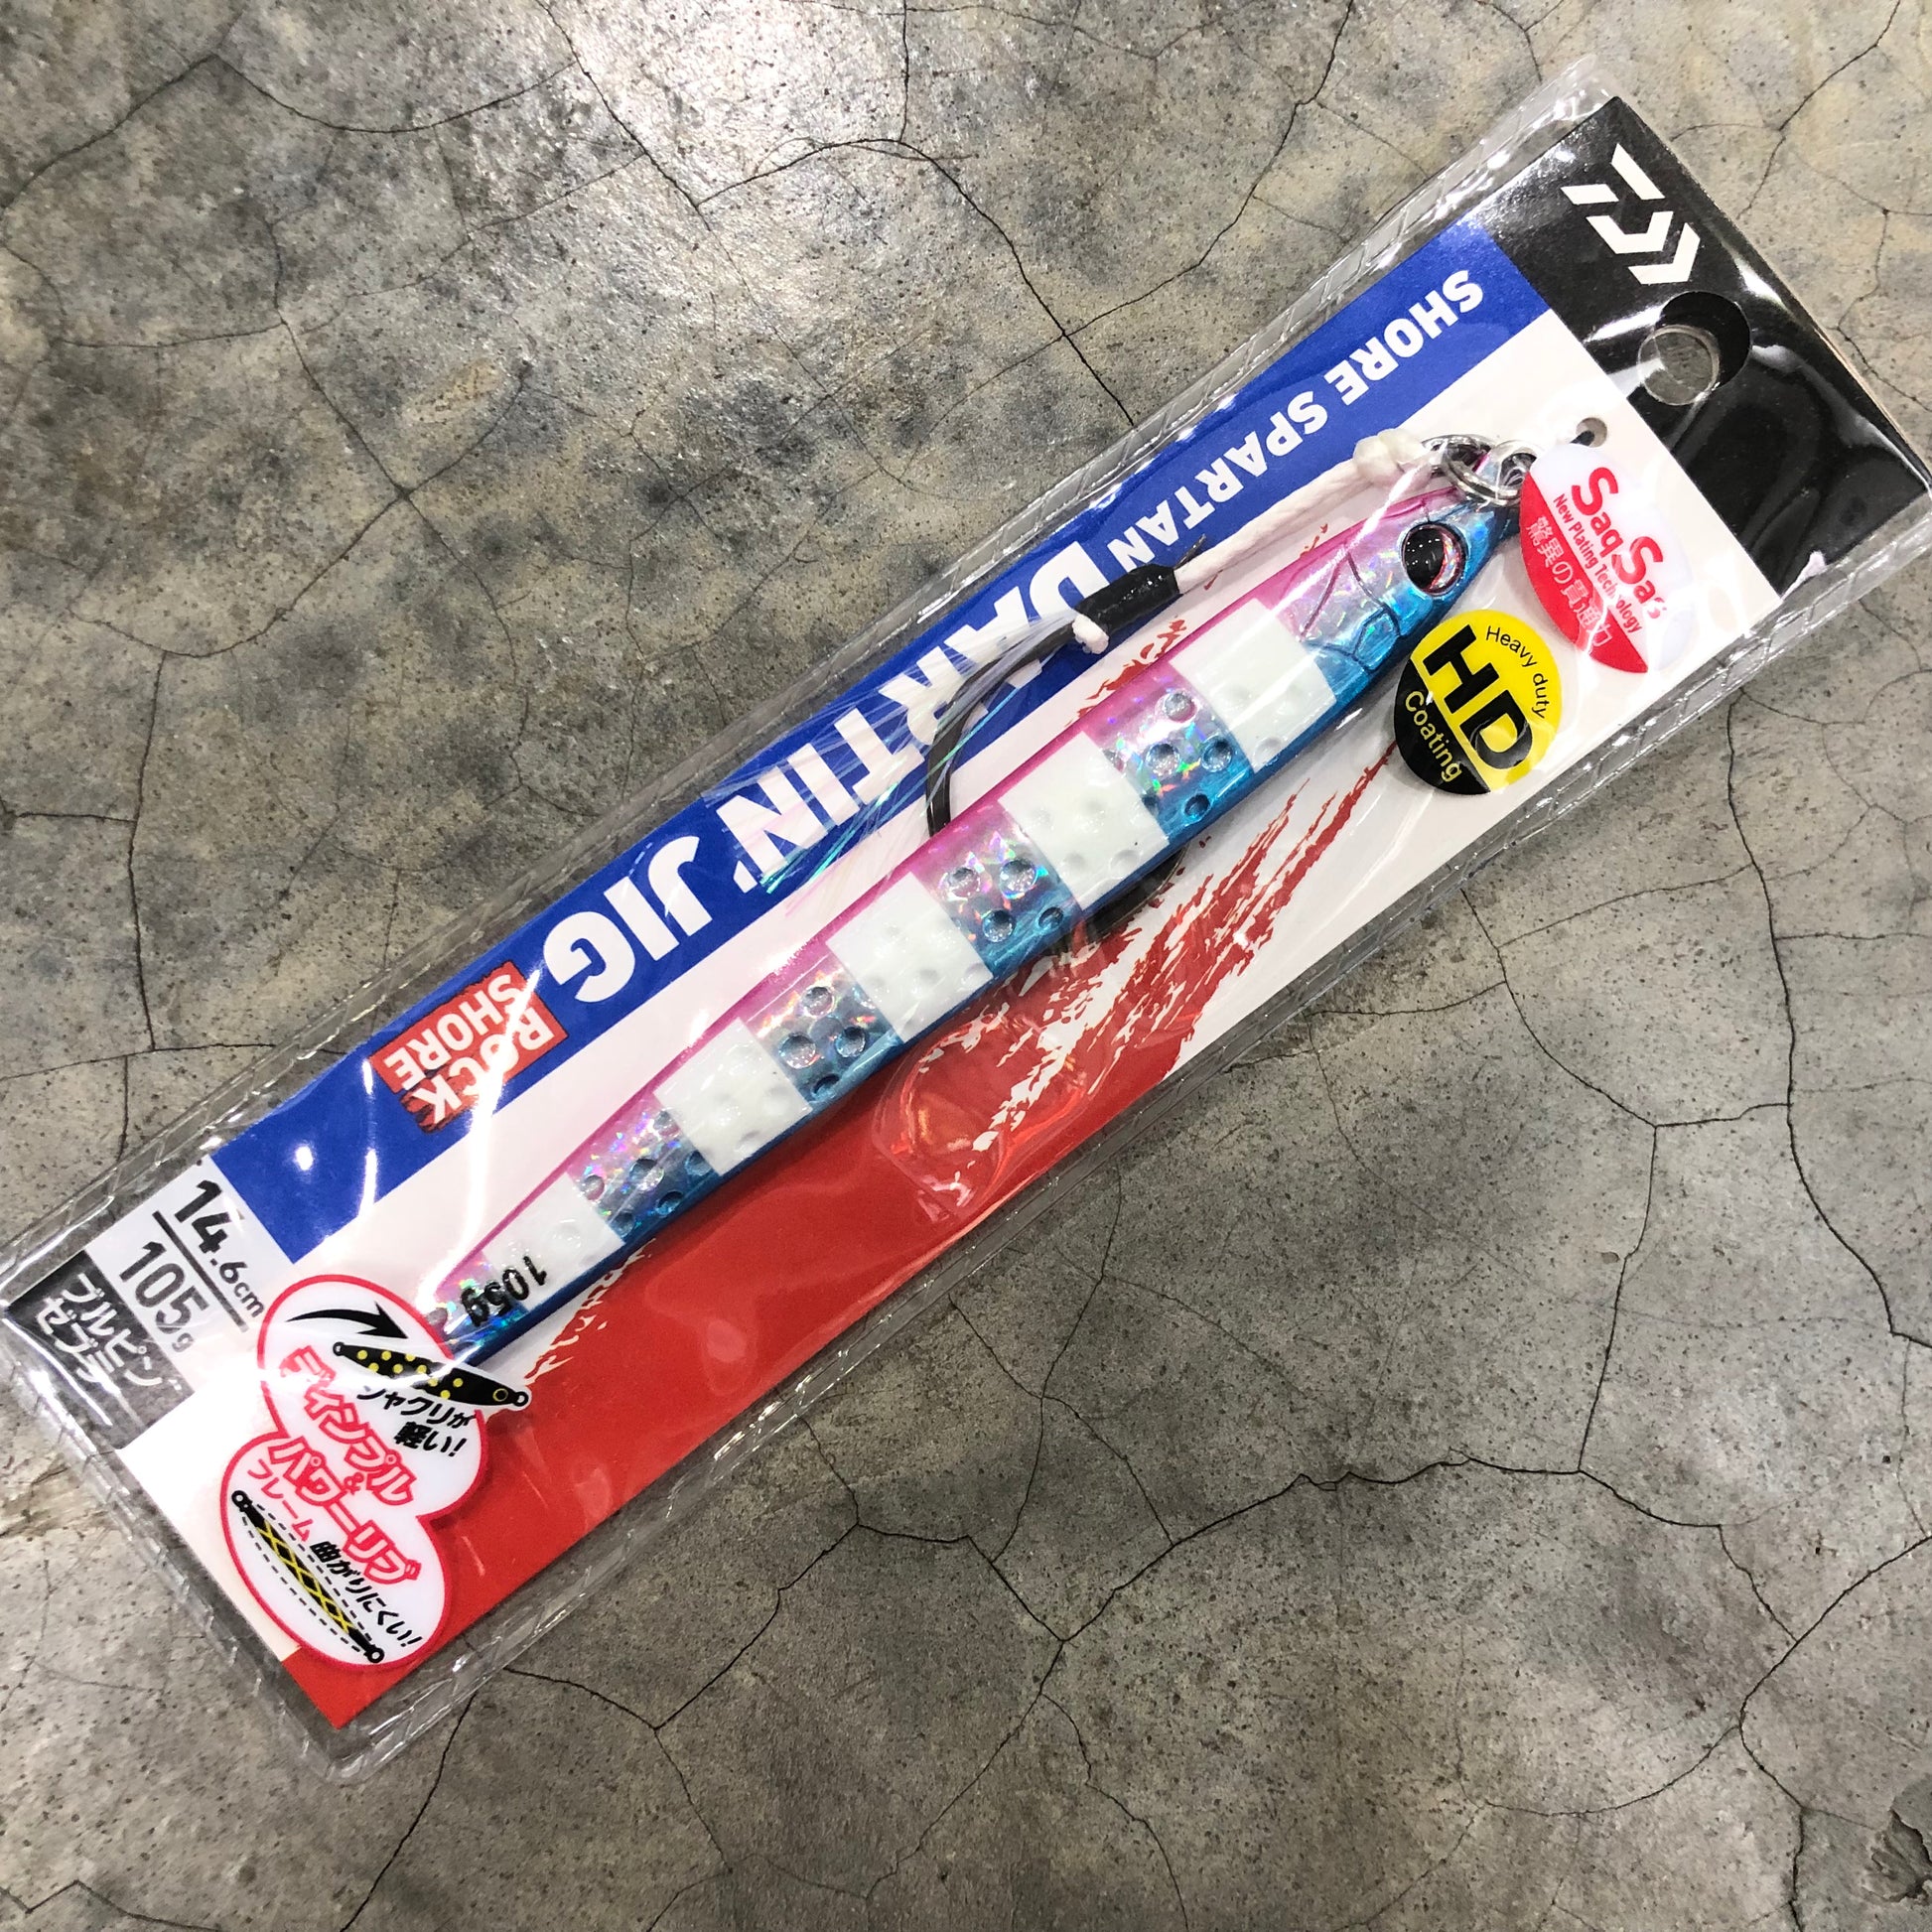 SHORE SPARTAN
DARTIN' JIG
ROCK
SHORE
SaqSas
New Plating Technology
驚異の貫通力
Heavy duty
HD
Coating
14.6cm
105g
ブルピン
ゼブラ
105g
シャクリが
軽い!
ディンプル
&
パワーリブ
フレーム
曲がりにくい!